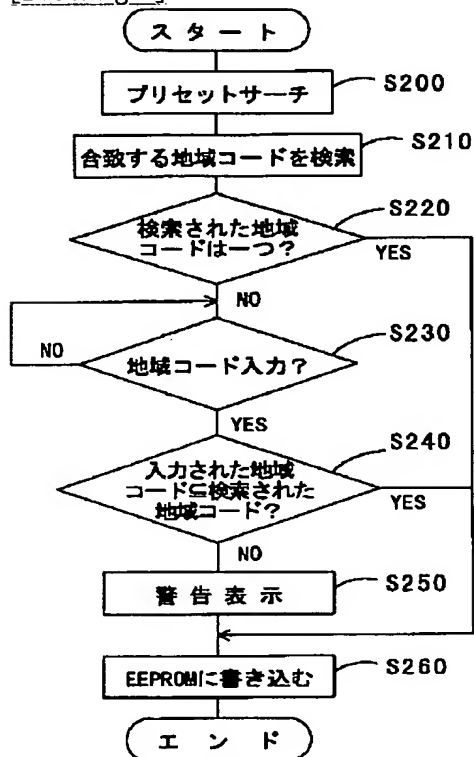 ス タ ー ト
プリセットサーチ
S200
合致する地域コードを検索
S210
検索された地域
コードは一つ?
S220
YES
NO
地域コード入力?
S230
NO
YES
入力された地域
コード⊆検索された
地域コード?
S240
YES
NO
警 告 表 示
S250
EEPROMに書き込む
S260
エ ン ド